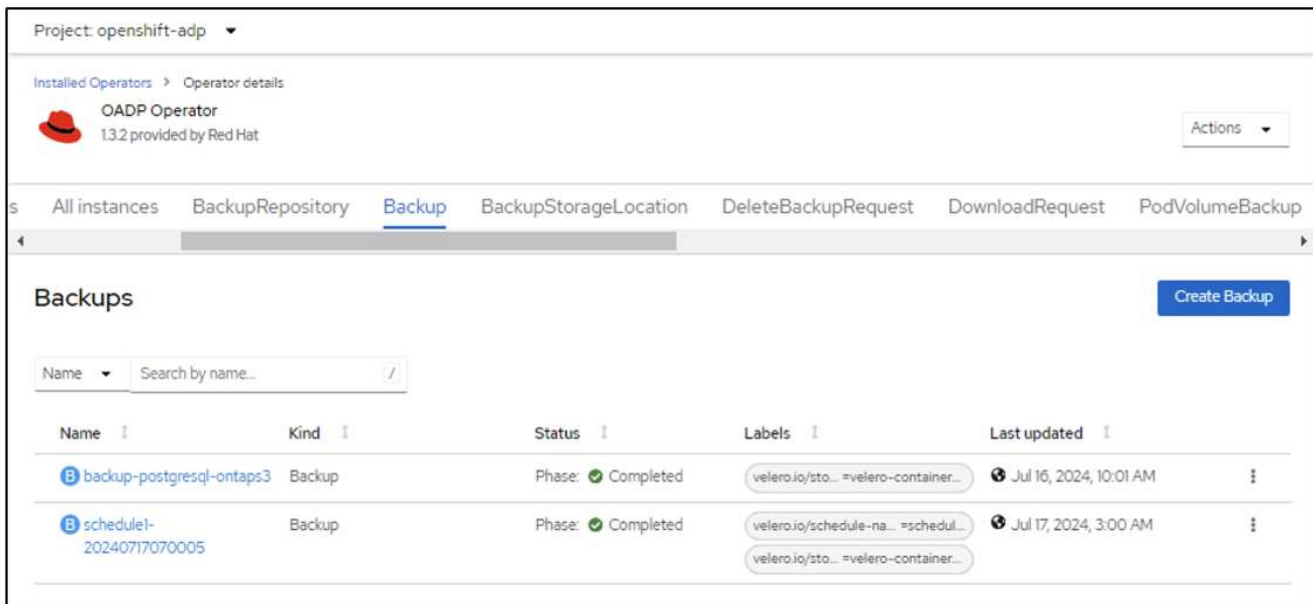 Project: openshift-adp
Installed Operators > Operator details
OADP Operator
1.3.2 provided by Red Hat
Actions
s All instances BackupRepository Backup BackupStorageLocation DeleteBackupRequest DownloadRequest PodVolumeBackup
Backups
Create Backup
Name Search by name... /
Name Kind Status Labels Last updated
B backup-postgresql-ontaps3 Backup Phase: Completed velero.io/sto... =velero-container... Jul 16, 2024, 10:01 AM
B schedule1- Backup Phase: Completed velero.io/schedule-na... =schedul... Jul 17, 2024, 3:00 AM
20240717070005 velero.io/sto... =velero-container...